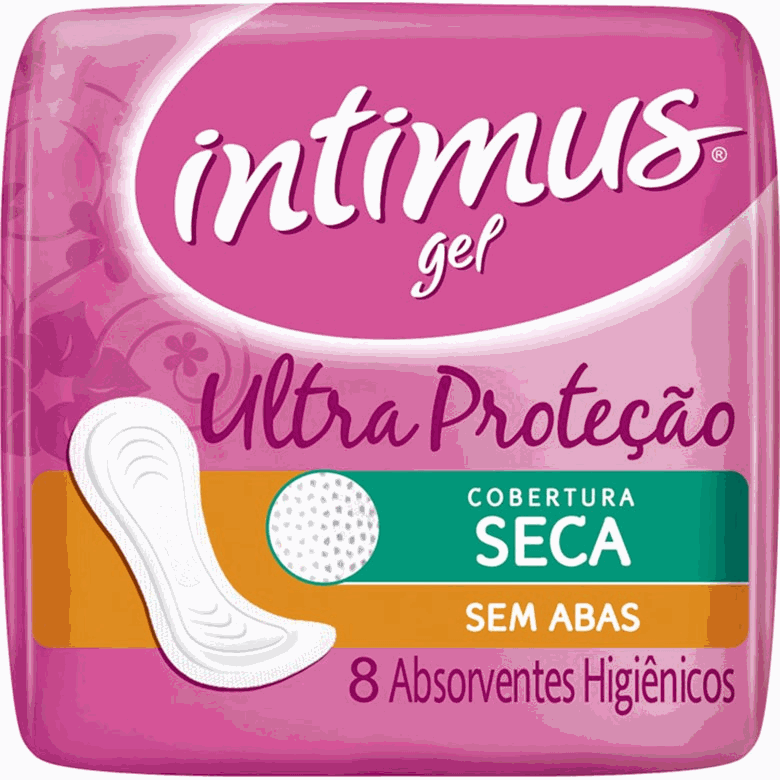 intimus®
gel
Ultra Proteção
COBERTURA
SECA
SEM ABAS
8 Absorventes Higiênicos